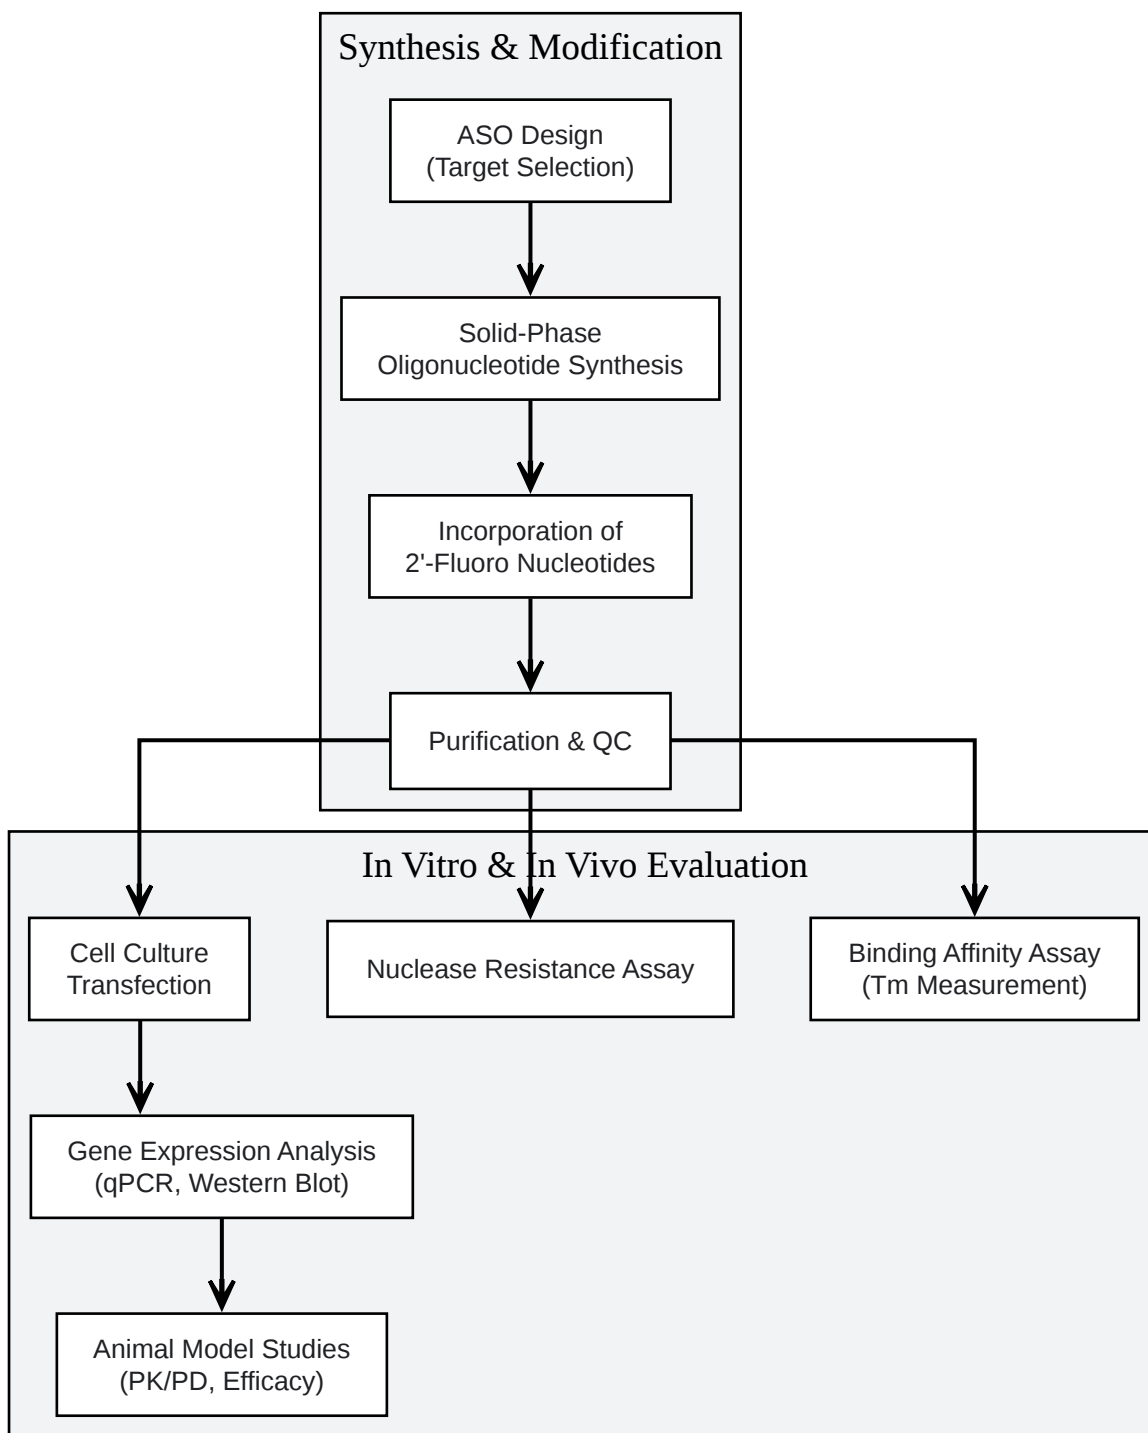 Synthesis & Modification
ASO Design
(Target Selection)
Solid-Phase
Oligonucleotide Synthesis
Incorporation of
2'-Fluoro Nucleotides
Purification & QC
In Vitro & In Vivo Evaluation
Cell Culture
Transfection
Nuclease Resistance Assay
Binding Affinity Assay
(Tm Measurement)
Gene Expression Analysis
(qPCR, Western Blot)
Animal Model Studies
(PK/PD, Efficacy)